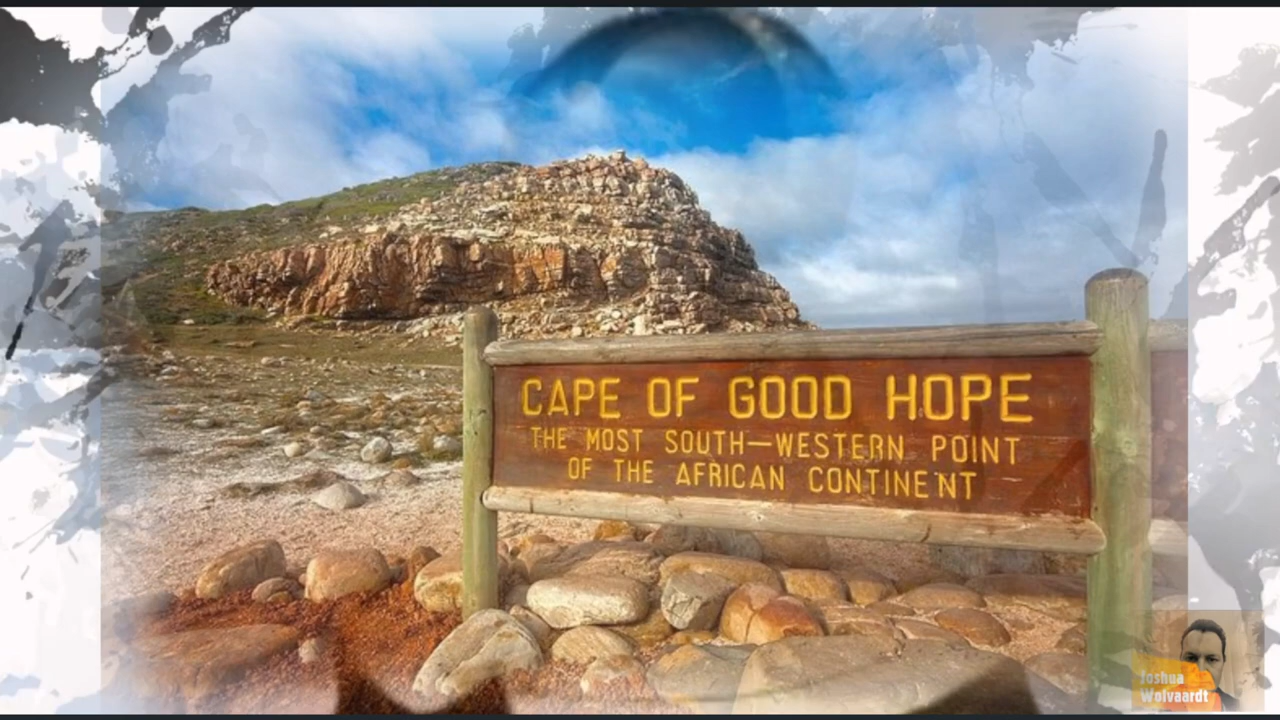 CAPE OF GOOD HOPE
THE MOST SOUTH-WESTERN POINT
OF THE AFRICAN CONTINENT
Joshua
Wolvaardt